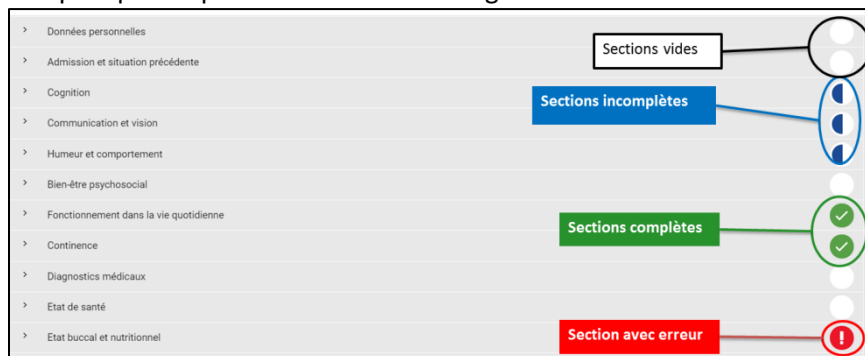 Données personnelles
Sections vides
Admission et situation précédente
Cognition
Sections incomplètes
Communication et vision
Humeur et comportement
Bien-être psychosocial
Fonctionnement dans la vie quotidienne
Sections complètes
Continence
Diagnostics médicaux
Etat de santé
Etat buccal et nutritionnel
Section avec erreur